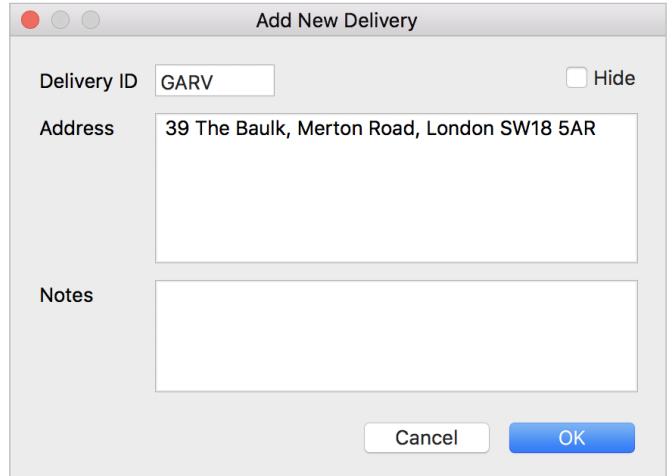 Add New Delivery
Delivery ID GARV Hide
Address 39 The Baulk, Merton Road, London SW18 5AR
Notes
Cancel OK